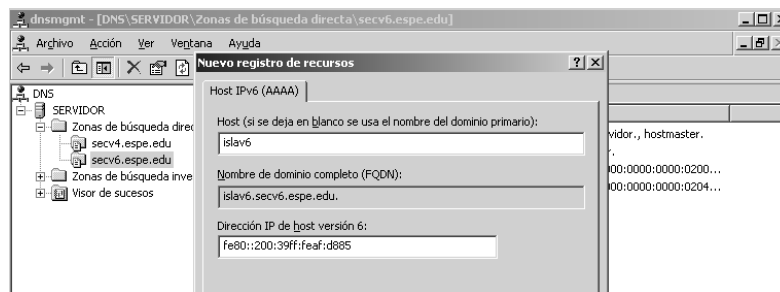 dnsmgmt - [DNS\SERVIDOR\Zonas de búsqueda directa\secv6.espe.edu]
Archivo Acción Ver Ventana Ayuda
Nuevo registro de recursos
DNS
SERVIDOR
Zonas de búsqueda direc
secv4.espe.edu
secv6.espe.edu
Zonas de búsqueda inve
Visor de sucesos
Host IPv6 (AAAA)
Host (si se deja en blanco se usa el nombre del dominio primario):
islav6
Nombre de dominio completo (FQDN):
islav6.secv6.espe.edu.
Dirección IP de host versión 6:
fe80::200:39ff:feaf:d885
vidor., hostmaster.
r.
00:0000:0000:0200...
00:0000:0000:0204...